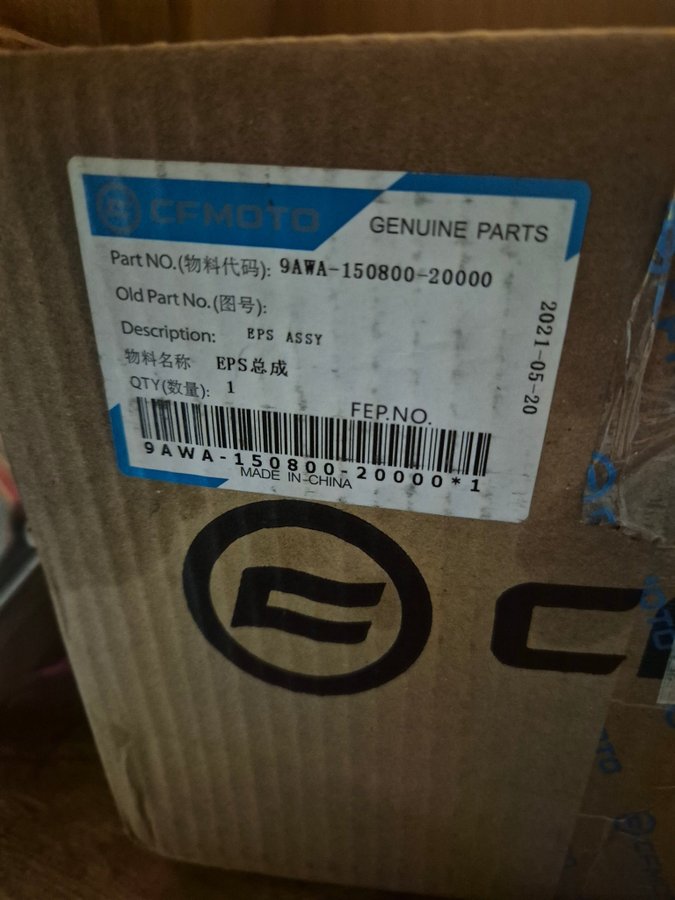 CFMOTO
GENUINE PARTS
Part NO.(物料代码): 9AWA-150800-20000
Old Part No.(图号):
Description: EPS ASSY
物料名称 EPS总成
QTY(数量): 1
FEP.NO.
2021-05-20
9AWA-150800-20000*1
MADE IN CHINA
C